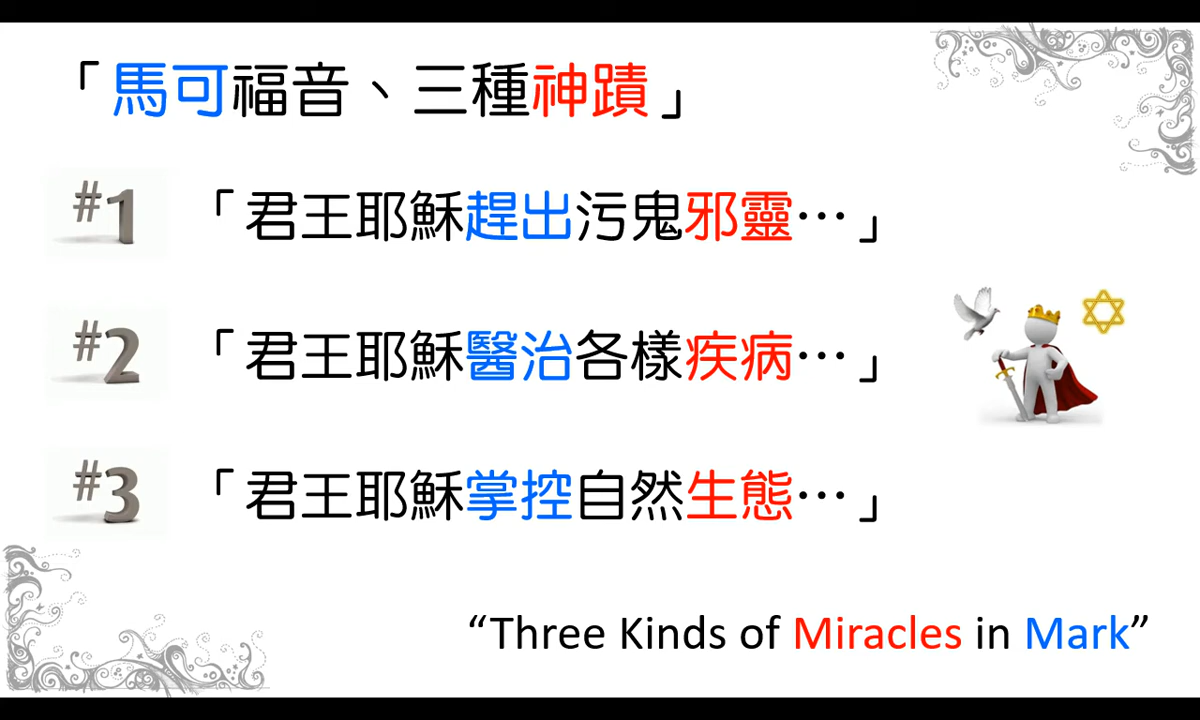 「馬可福音、三種神蹟」
#1 「君王耶穌趕出污鬼邪靈…」
#2 「君王耶穌醫治各樣疾病…」
#3 「君王耶穌掌控自然生態…」
“Three Kinds of Miracles in Mark”